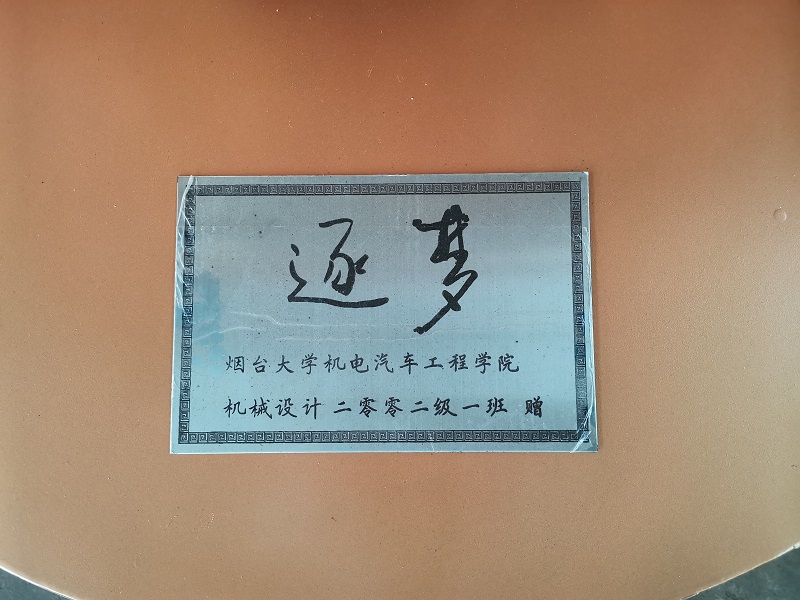 逐梦
烟台大学机电汽车工程学院
机械设计二零零二级一班 赠